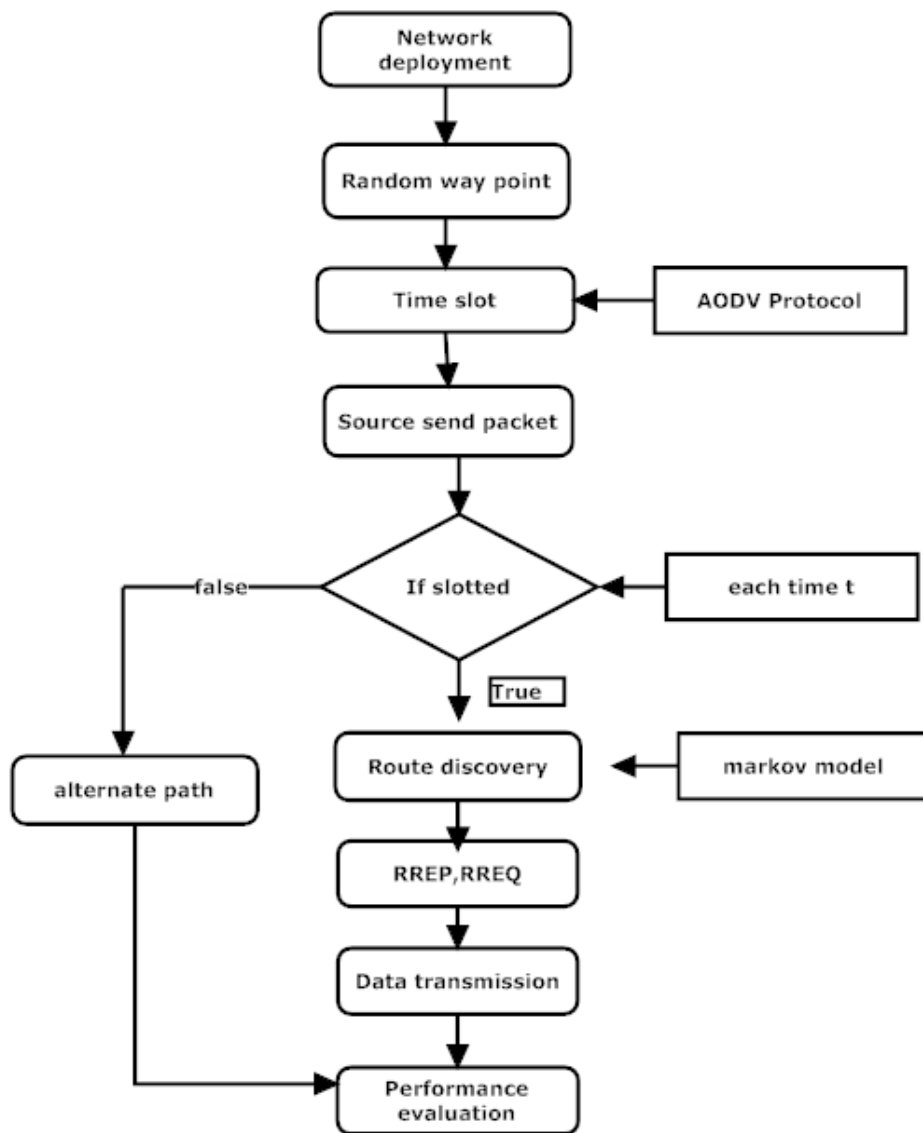 Network
deployment
Random way point
Time slot
AODV Protocol
Source send packet
false
If slotted
each time t
True
Route discovery
markov model
alternate path
RREP,RREQ
Data transmission
Performance
evaluation